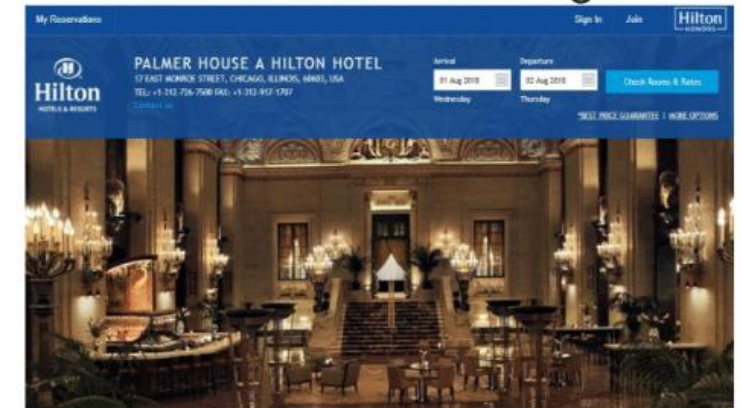 My Reservations
Sign In Join Hilton
HONORS
Hilton
HOTELS & RESORTS
PALMER HOUSE A HILTON HOTEL
17 EAST MONROE STREET, CHICAGO, ILLINOIS, 60603, USA
TEL: +1-312-726-7500 FAX: +1-312-917-1707
Contact us
Arrival Departure
01 Aug 2018 02 Aug 2018 Check Rooms & Rates
Wednesday Thursday
*BEST PRICE GUARANTEE | MORE OPTIONS